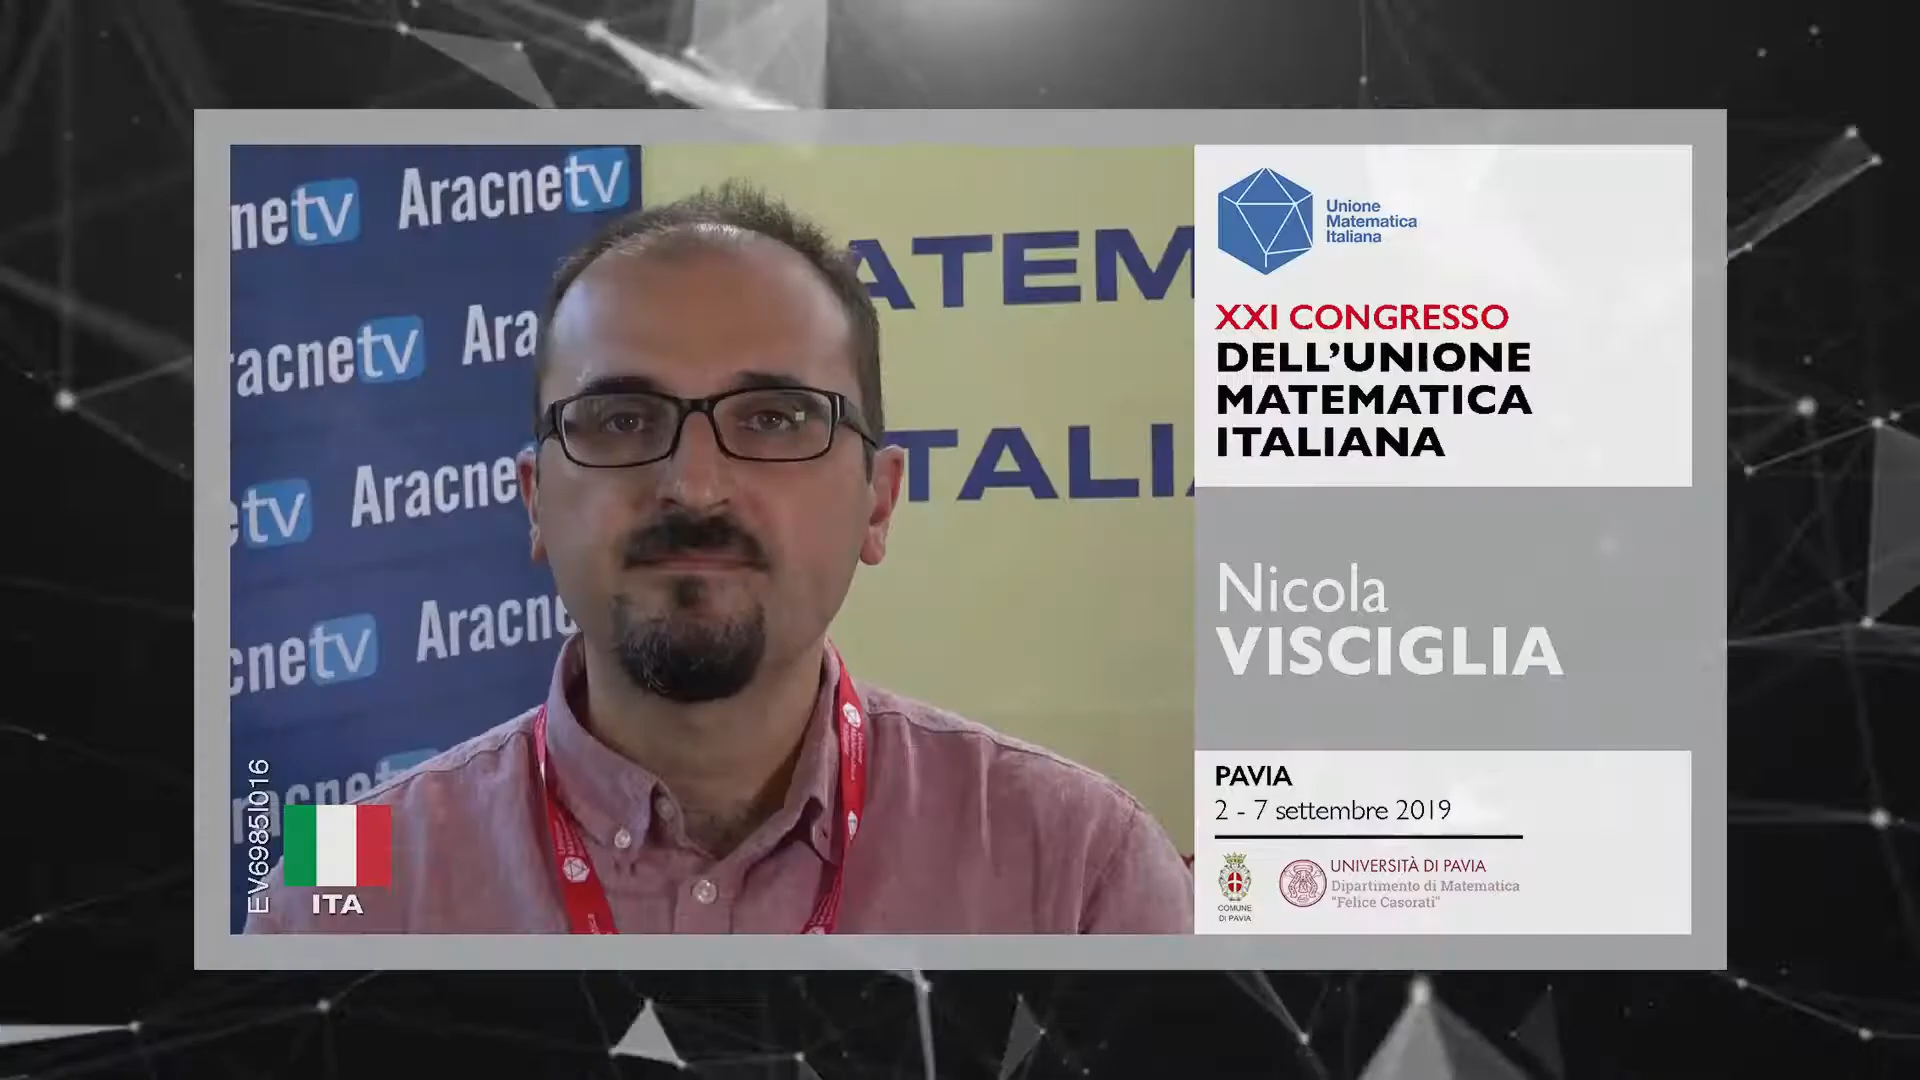 netv Aracnetv
ATEM
racnetv Ara
TALI
etv Aracne
cnetv Aracne
EV6985I016
ITA
Unione
Matematica
Italiana
XXI CONGRESSO
DELL'UNIONE
MATEMATICA
ITALIANA
Nicola
VISCIGLIA
PAVIA
2 - 7 settembre 2019
COMUNE
DI PAVIA
UNIVERSITÀ DI PAVIA
Dipartimento di Matematica
"Felice Casorati"